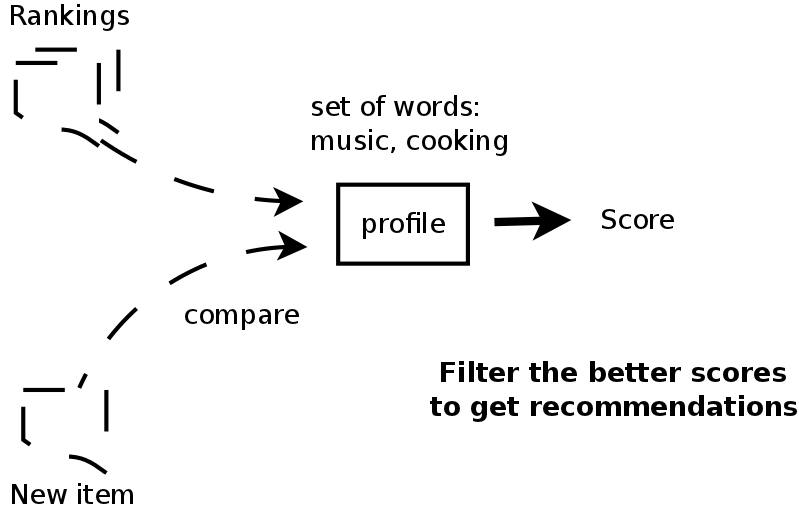 Rankings
set of words:
music, cooking
profile
Score
compare
Filter the better scores
to get recommendations
New item